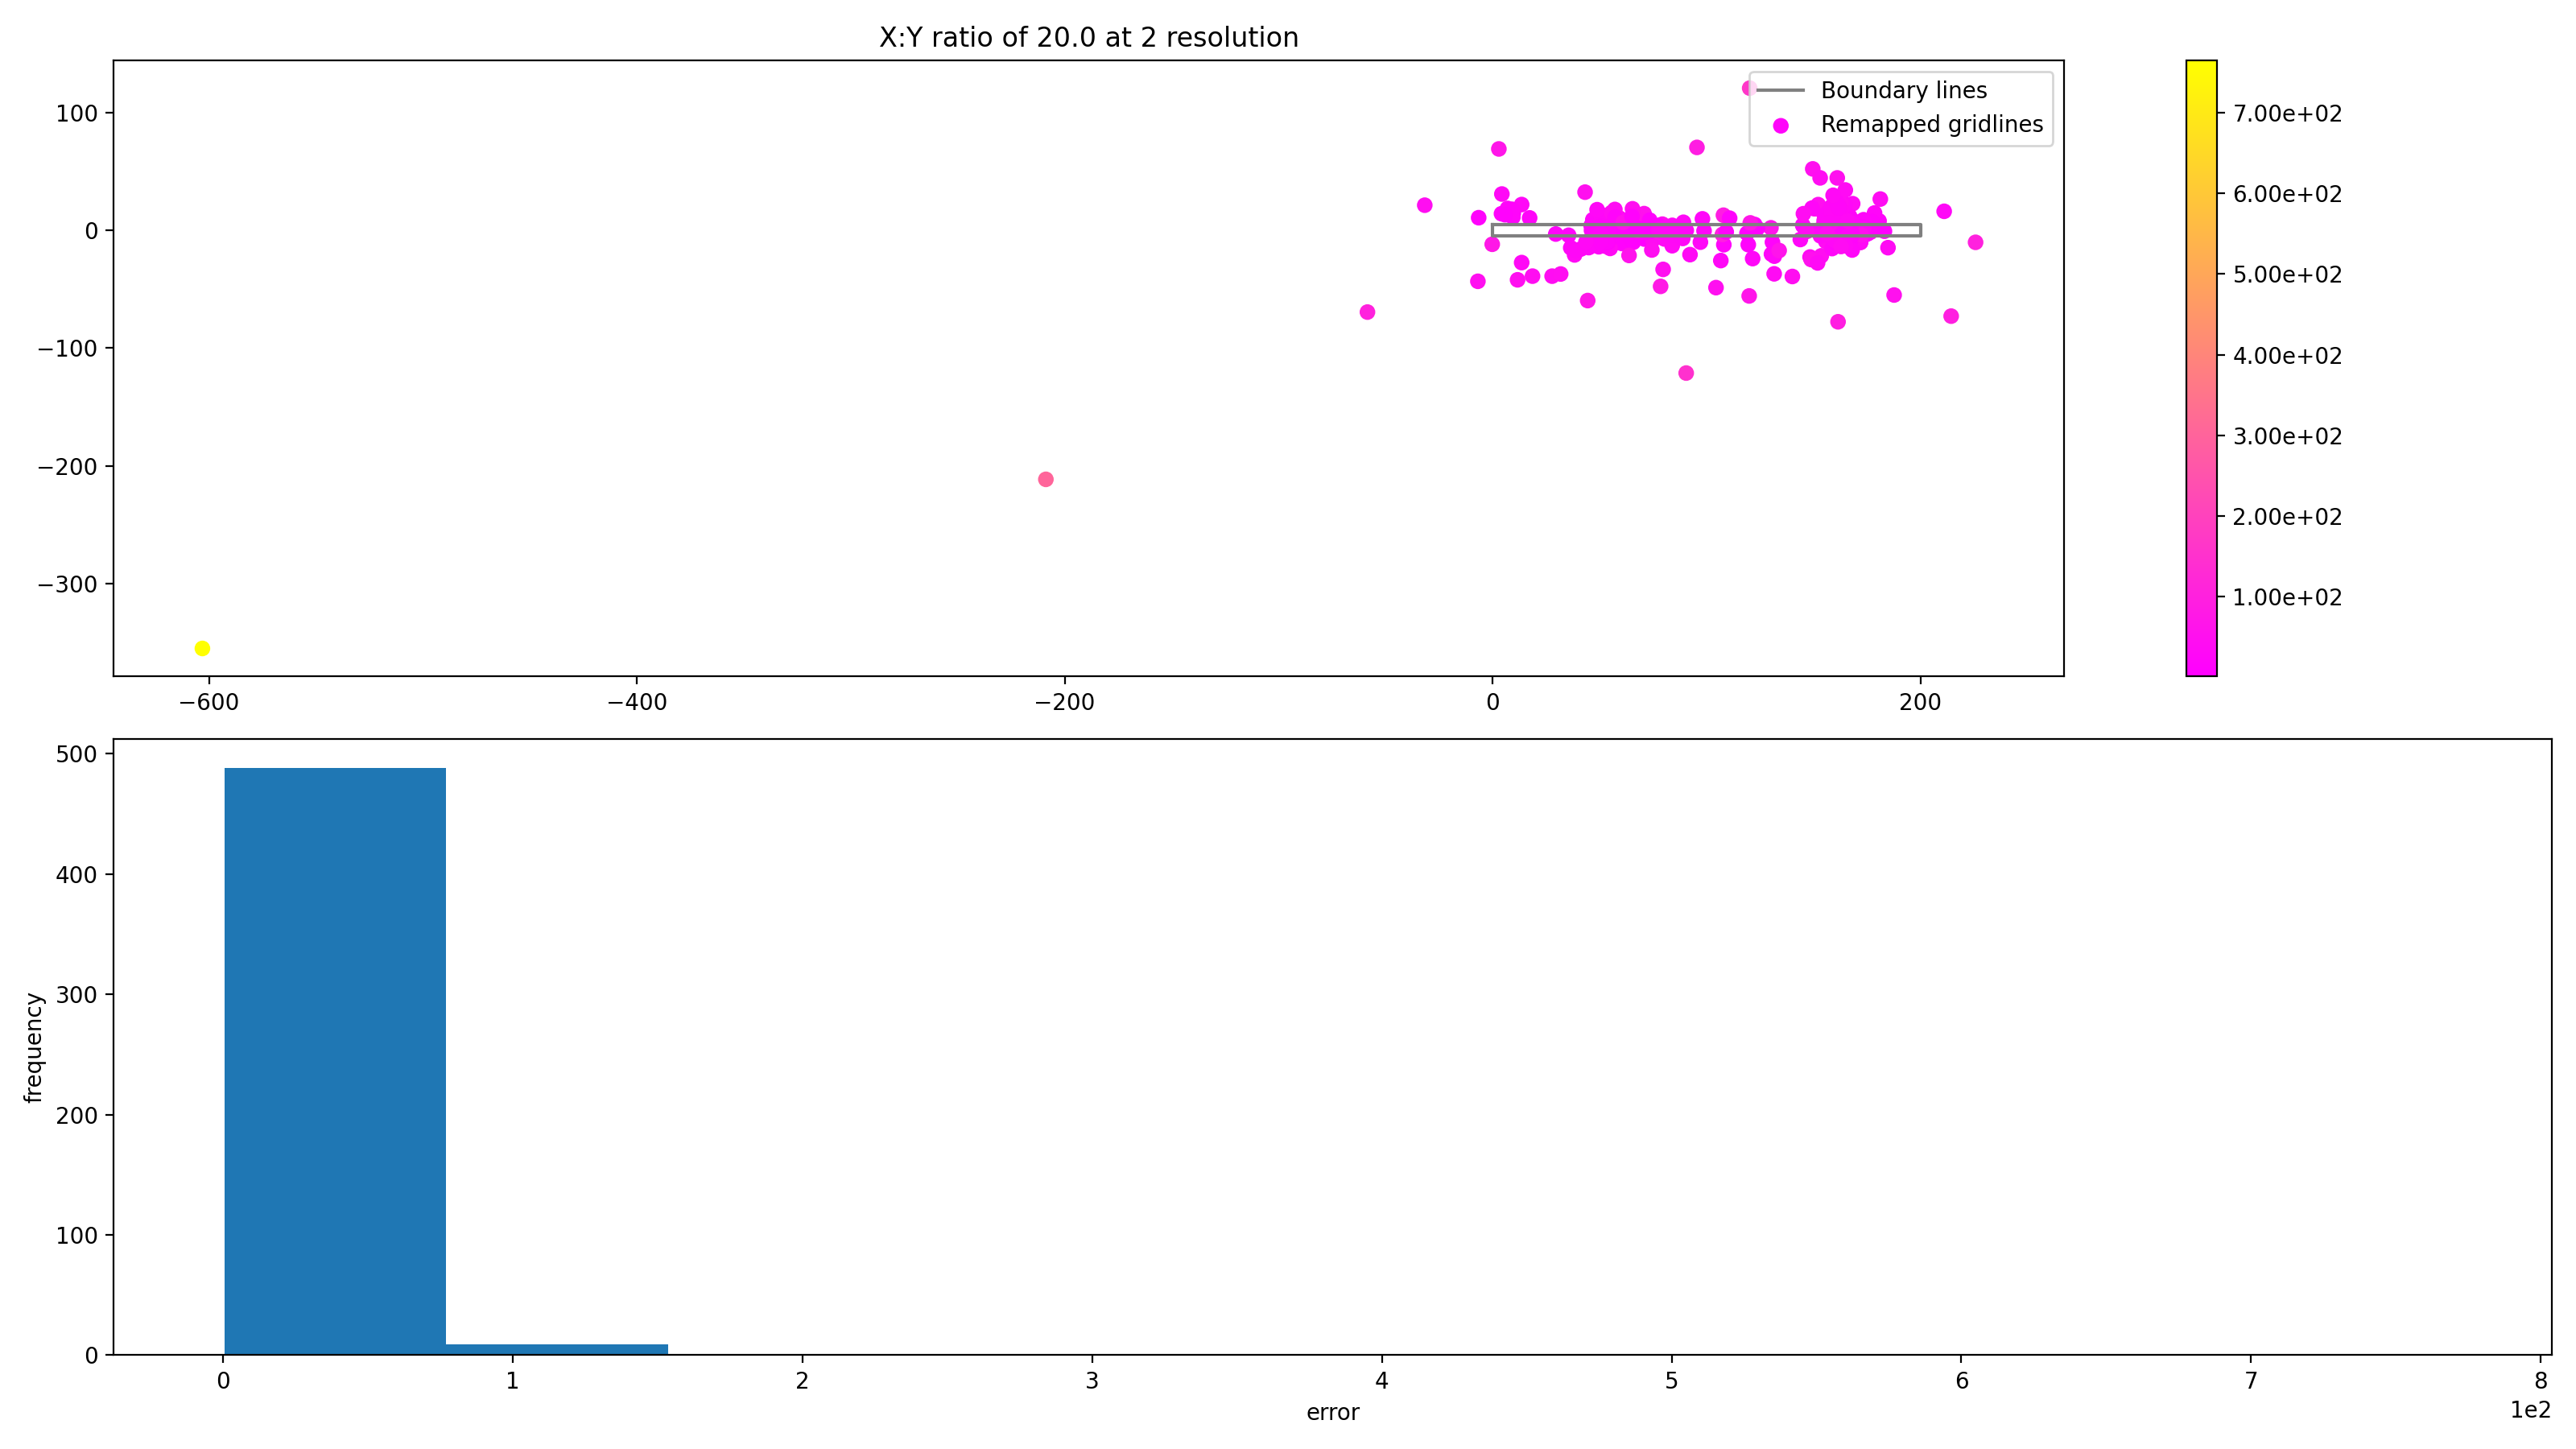 X:Y ratio of 20.0 at 2 resolution
Boundary lines
Remapped gridlines
100
0
−100
−200
−300
−600
−400
−200
0
200
7.00e+02
6.00e+02
5.00e+02
4.00e+02
3.00e+02
2.00e+02
1.00e+02
500
400
300
200
100
0
frequency
0
1
2
3
4
5
6
7
8
1e2
error